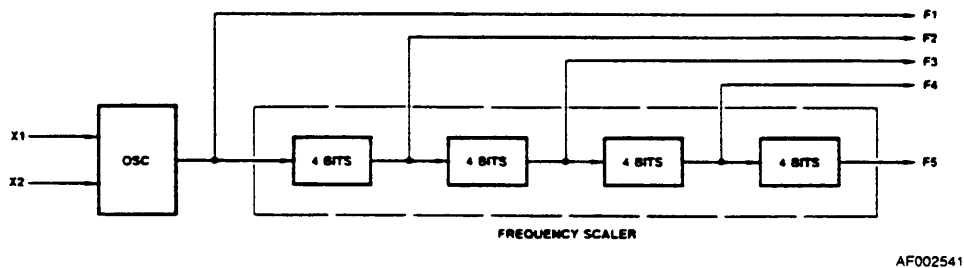 F1
F2
F3
F4
X1
OSC
4 BITS
4 BITS
4 BITS
4 BITS
F5
X2
FREQUENCY SCALER
AF002541